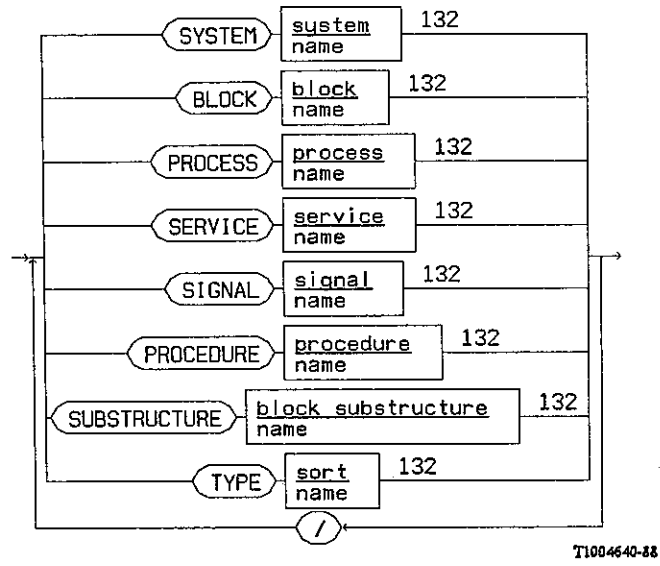 SYSTEM system name 132
BLOCK block name 132
PROCESS process name 132
SERVICE service name 132
SIGNAL signal name 132
PROCEDURE procedure name 132
SUBSTRUCTURE block substructure name 132
TYPE sort name 132
/
T1004640-88